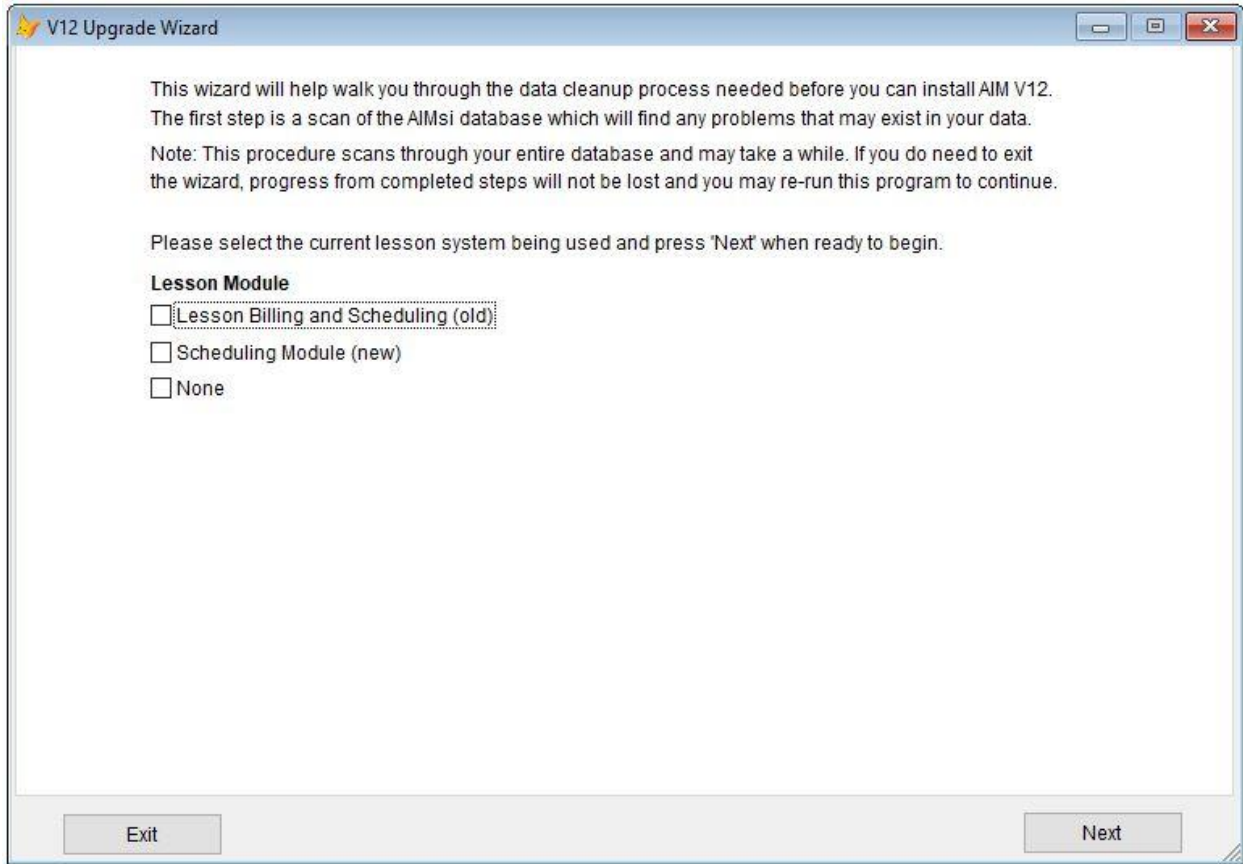 V12 Upgrade Wizard
This wizard will help walk you through the data cleanup process needed before you can install AIM V12.
The first step is a scan of the AIMsi database which will find any problems that may exist in your data.
Note: This procedure scans through your entire database and may take a while. If you do need to exit
the wizard, progress from completed steps will not be lost and you may re-run this program to continue.
Please select the current lesson system being used and press 'Next' when ready to begin.
Lesson Module
Lesson Billing and Scheduling (old)
Scheduling Module (new)
None
Exit
Next